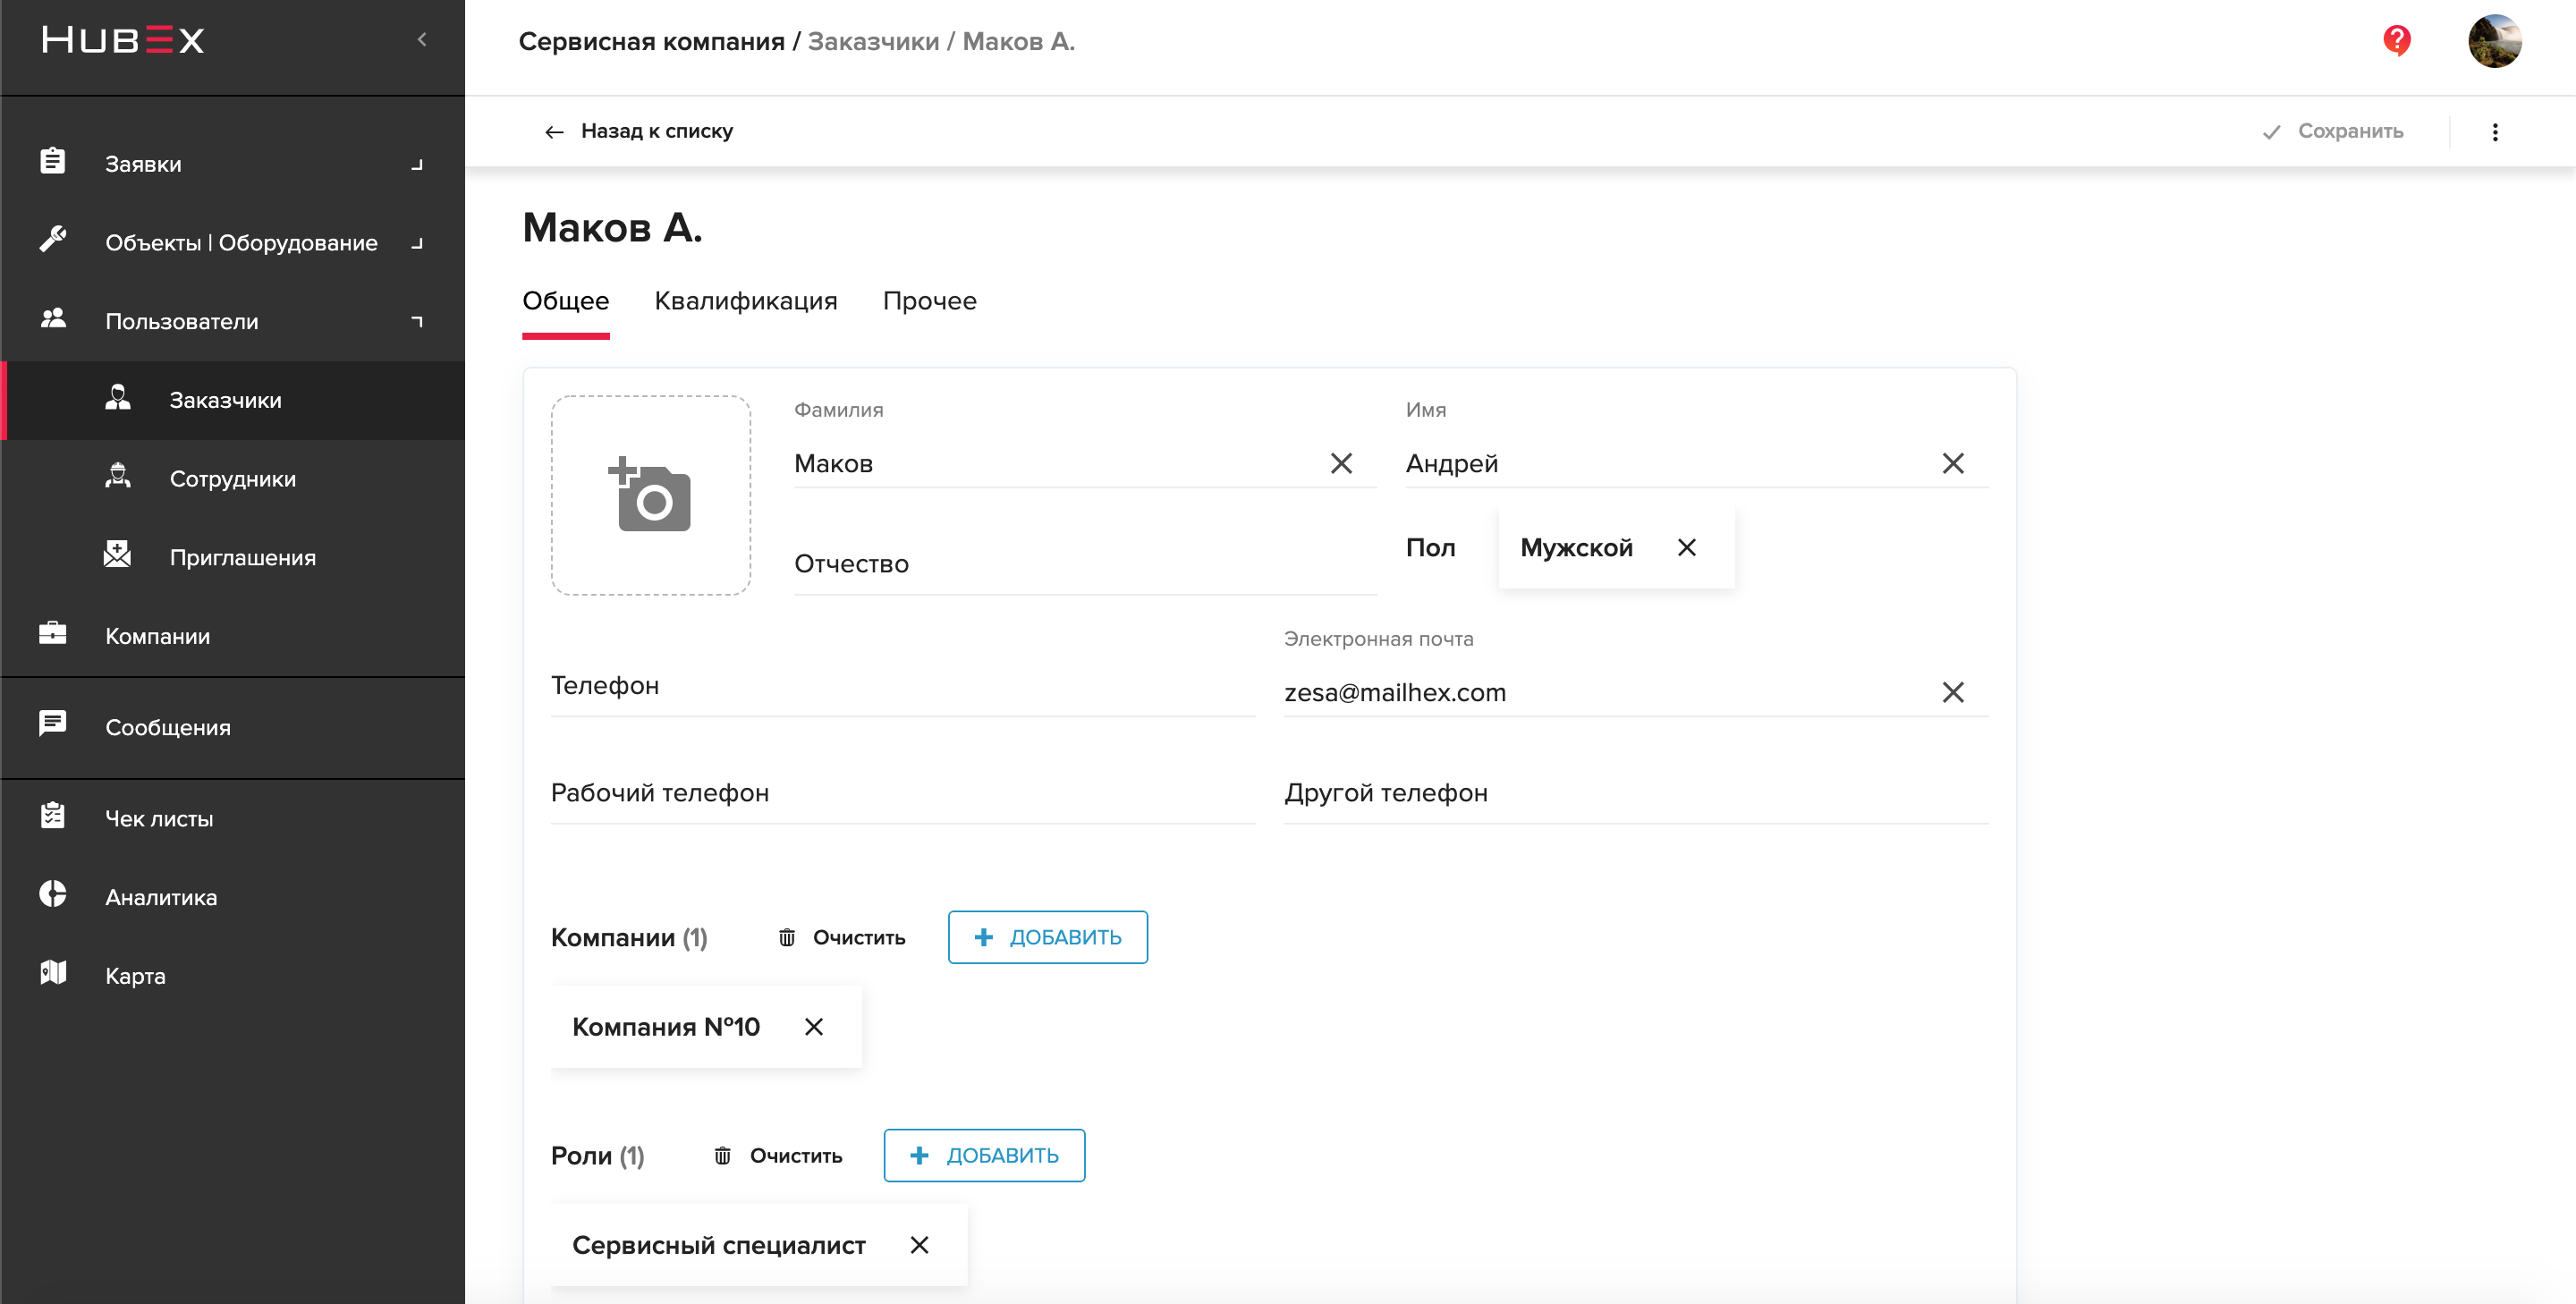 HUBEX
Сервисная компания / Заказчики / Маков А.
?
Назад к списку
Сохранить
Заявки
Объекты | Оборудование
Пользователи
Заказчики
Сотрудники
Приглашения
Компании
Сообщения
Чек листы
Аналитика
Карта
Маков А.
Общее Квалификация Прочее
Фамилия
Маков
Имя
Андрей
Отчество
Пол Мужской
Телефон
Электронная почта
zesa@mailhex.com
Рабочий телефон
Другой телефон
Компании (1) Очистить + ДОБАВИТЬ
Компания №10
Роли (1) Очистить + ДОБАВИТЬ
Сервисный специалист